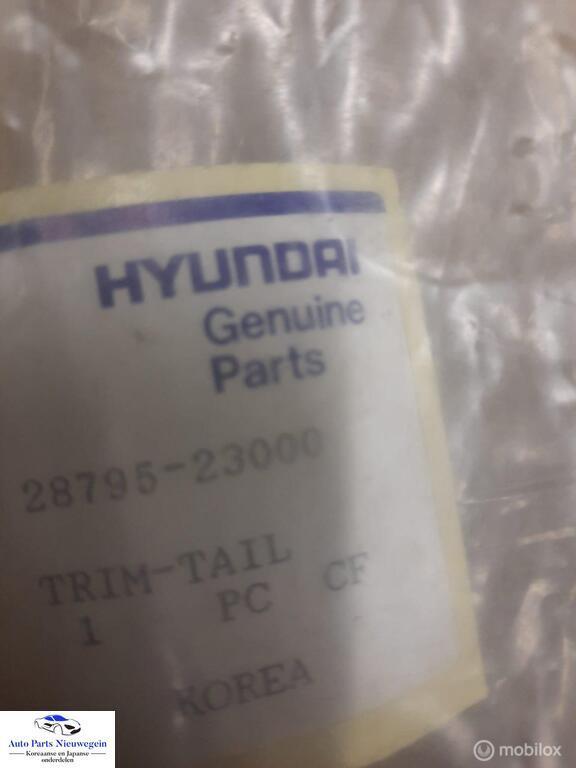 HYUNDAI
Genuine
Parts
28795-23000
TRIM-TAIL
1 PC CF
KOREA
Auto Parts Nieuwegein
Koreaanse en Japanse
onderdelen
mobilox